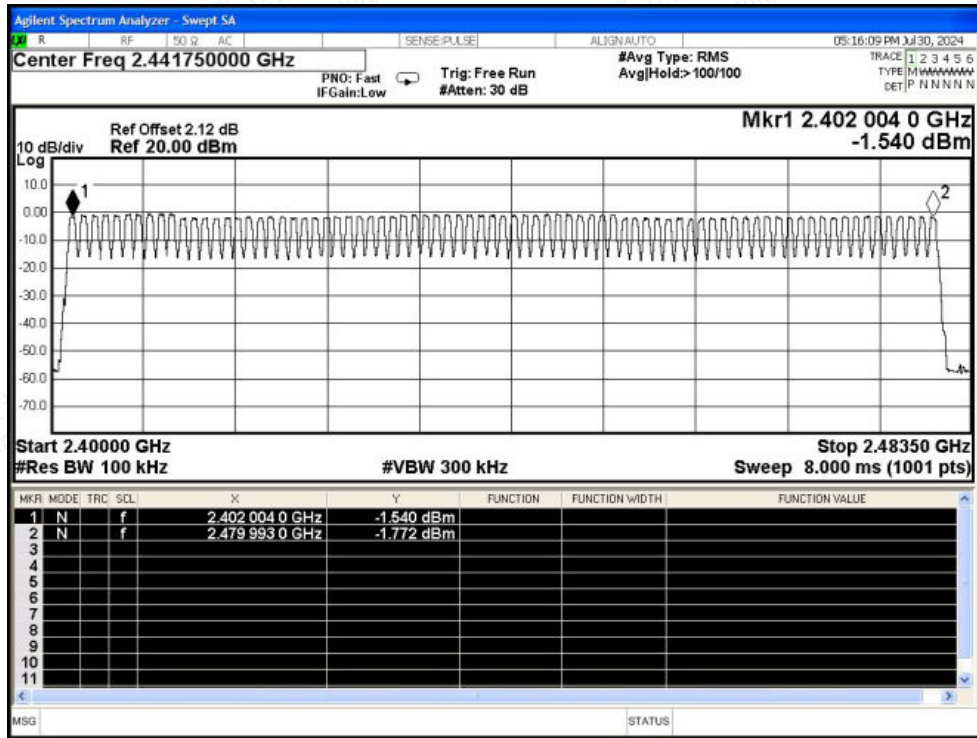 Agilent Spectrum Analyzer - Swept SA
R RF 50 Ω AC SENSE:PULSE ALIGNAUTO 05:16:09 PM Jul 30, 2024
Center Freq 2.441750000 GHz
#Avg Type: RMS
TRACE 1 2 3 4 5 6
PNO: Fast Trig: Free Run Avg|Hold:>100/100
TYPE M
IFGain:Low #Atten: 30 dB
DET P N N N N N
Mkr1 2.402 004 0 GHz
-1.540 dBm
Ref Offset 2.12 dB
10 dB/div Ref 20.00 dBm
Log
10.0
0.00
-10.0
-20.0
-30.0
-40.0
-50.0
-60.0
-70.0
1
2
Start 2.40000 GHz Stop 2.48350 GHz
#Res BW 100 kHz #VBW 300 kHz Sweep 8.000 ms (1001 pts)
MKR MODE TRC SCL X Y FUNCTION FUNCTION WIDTH FUNCTION VALUE
1 N f 2.402 004 0 GHz -1.540 dBm
2 N f 2.479 993 0 GHz -1.772 dBm
3
4
5
6
7
8
9
10
11
MSG STATUS